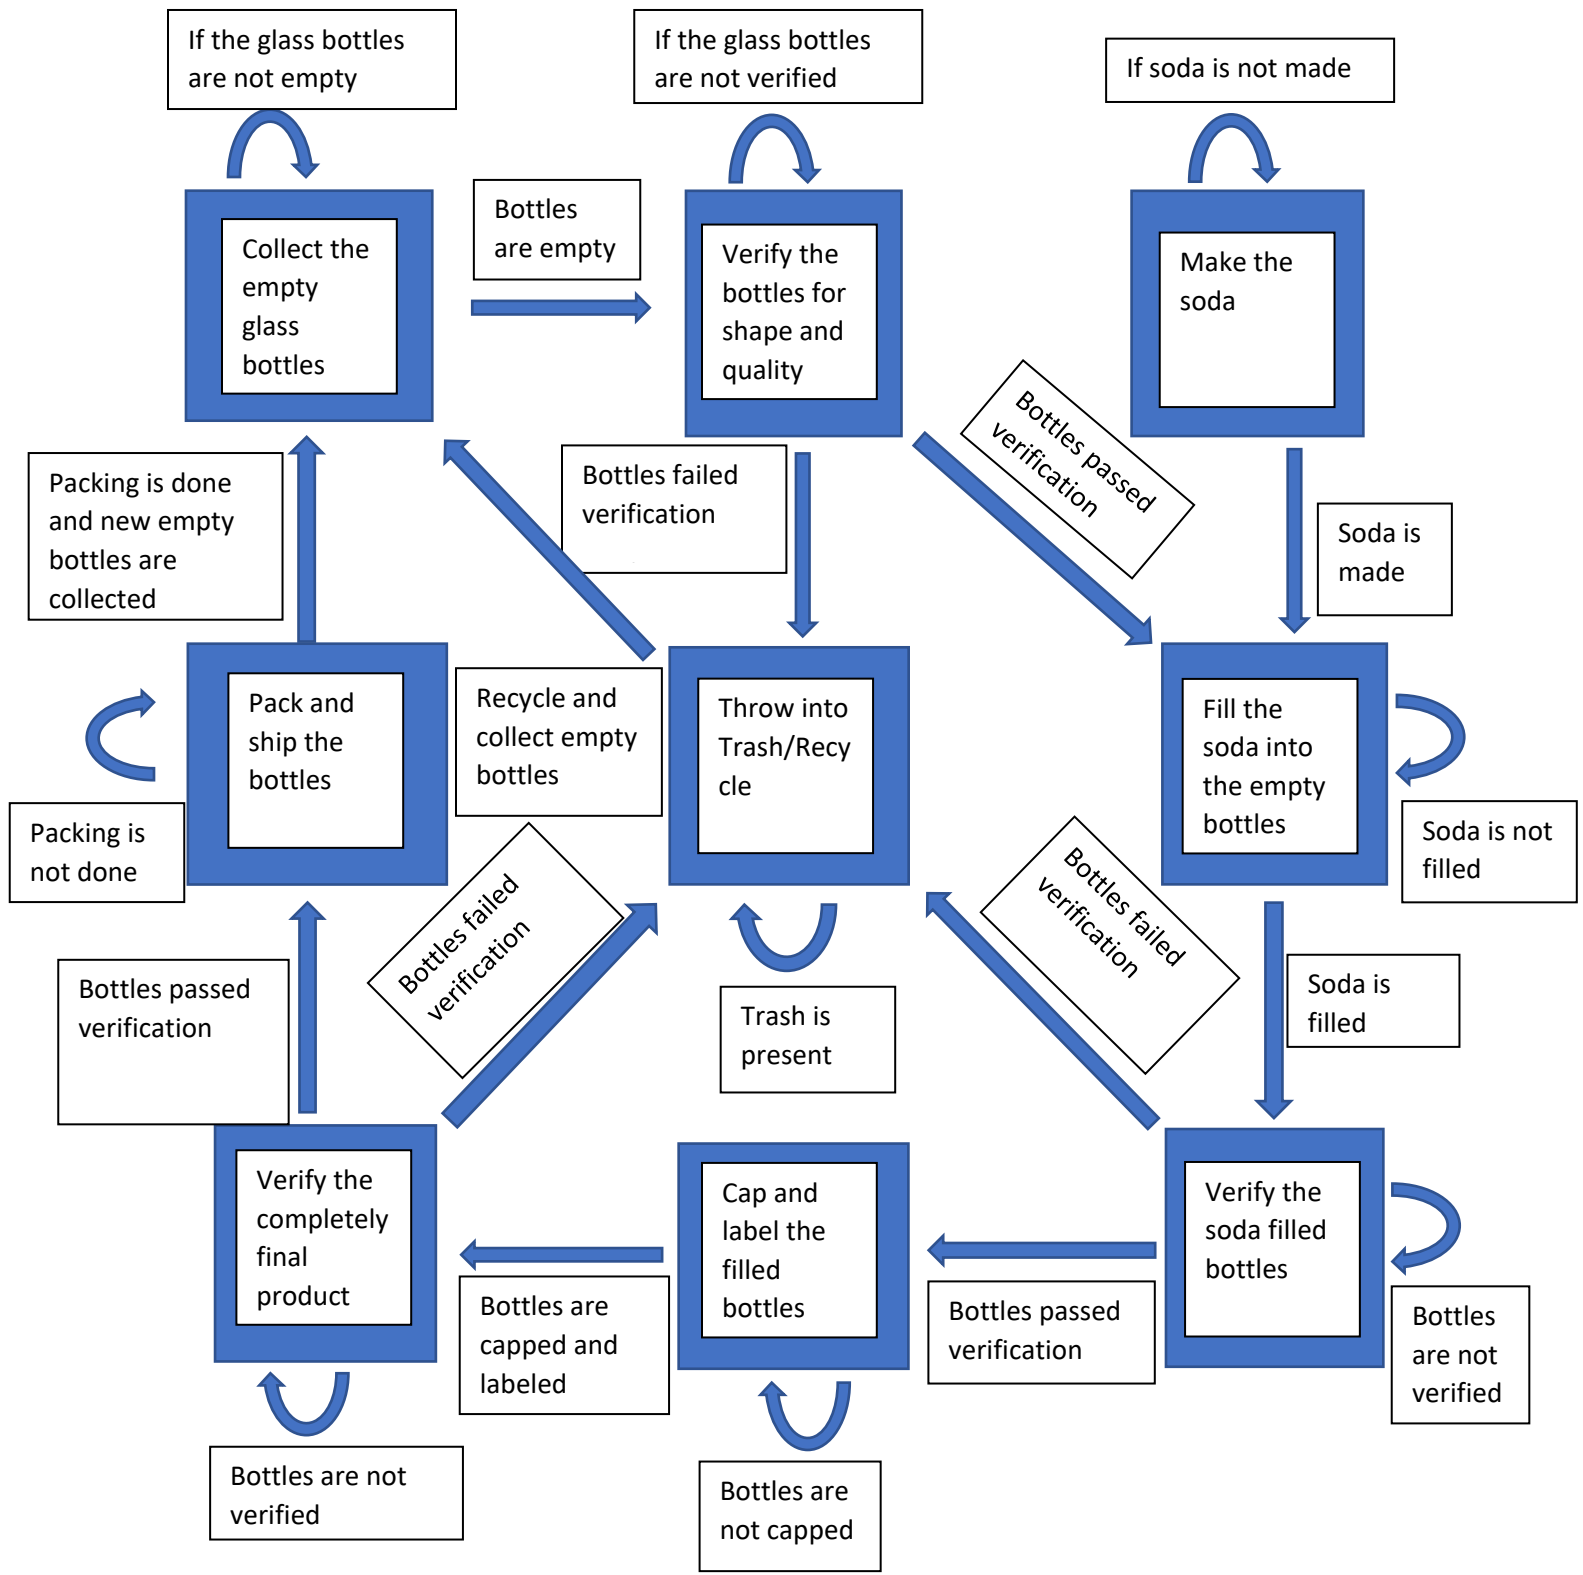 If the glass bottles
are not empty
If the glass bottles
are not verified
If soda is not made
Collect the
empty
glass
bottles
Bottles
are empty
Verify the
bottles for
shape and
quality
Make the
soda
Bottles passed
verification
Packing is done
and new empty
bottles are
collected
Bottles failed
verification
Soda is
made
Pack and
ship the
bottles
Recycle and
collect empty
bottles
Throw into
Trash/Recy
cle
Fill the
soda into
the empty
bottles
Packing is
not done
Soda is not
filled
Bottles failed
verification
Bottles failed
verification
Bottles passed
verification
Trash is
present
Soda is
filled
Verify the
completely
final
product
Cap and
label the
filled
bottles
Verify the
soda filled
bottles
Bottles are
capped and
labeled
Bottles passed
verification
Bottles
are not
verified
Bottles are not
verified
Bottles are
not capped